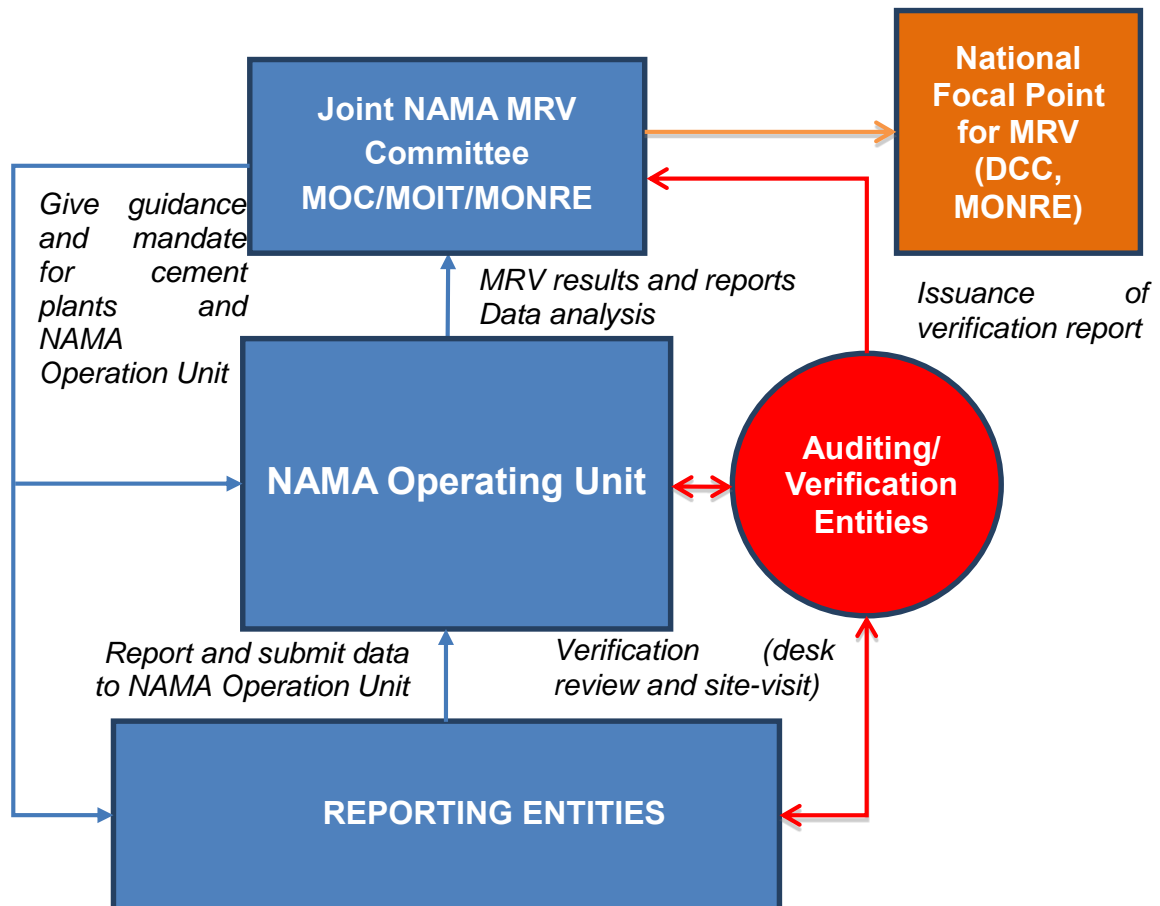 Joint NAMA MRV
Committee
MOC/MOIT/MONRE
National
Focal Point
for MRV
(DCC,
MONRE)
Give guidance
and mandate
for cement
plants and
NAMA
Operation Unit
MRV results and reports
Data analysis
Issuance of
verification report
NAMA Operating Unit
Auditing/
Verification
Entities
Report and submit data
to NAMA Operation Unit
Verification (desk
review and site-visit)
REPORTING ENTITIES